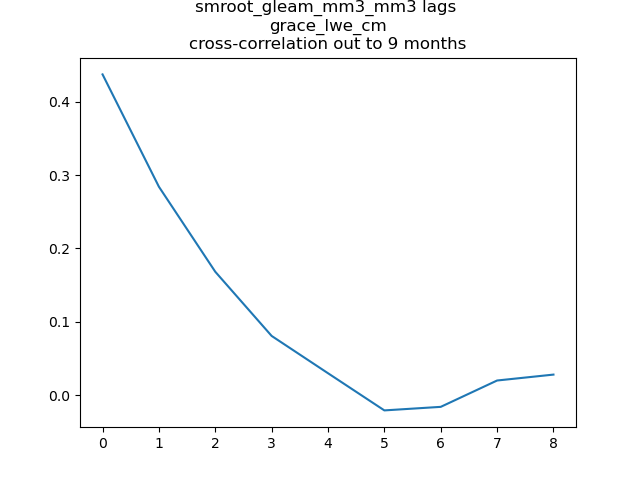 smroot_gleam_mm3_mm3 lags
grace_lwe_cm
cross-correlation out to 9 months
0.4
0.3
0.2
0.1
0.0
0 1 2 3 4 5 6 7 8